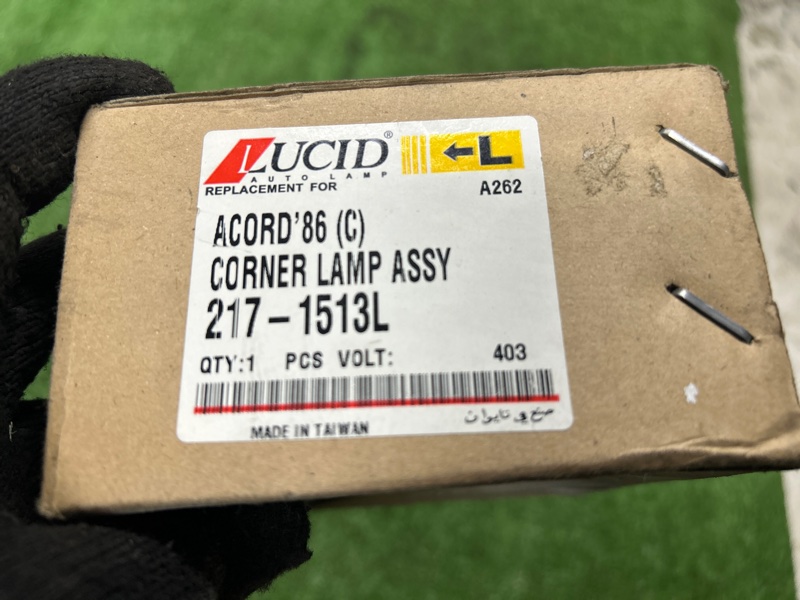 LUCID®
AUTO LAMP
←L
REPLACEMENT FOR
A262
ACORD'86 (C)
CORNER LAMP ASSY
217-1513L
QTY:1 PCS VOLT: 403
MADE IN TAIWAN
صنع في تايوان